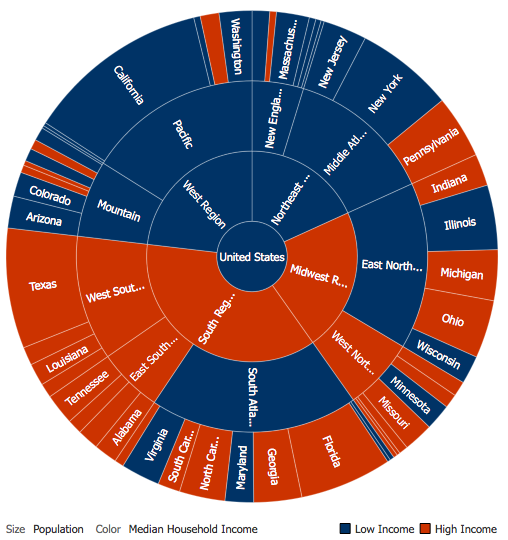 United States
Northeast ...
Midwest R...
South Reg...
West Region
New Engla...
Middle Atl...
East North...
West Nort...
South Atla...
East South...
West Sout...
Mountain
Pacific
Massachus...
New Jersey
New York
Pennsylvania
Indiana
Illinois
Michigan
Ohio
Wisconsin
Minnesota
Missouri
Florida
Georgia
Maryland
North Car...
South Car...
Virginia
Alabama
Tennessee
Louisiana
Texas
Arizona
Colorado
California
Washington
Size Population Color Median Household Income Low Income High Income